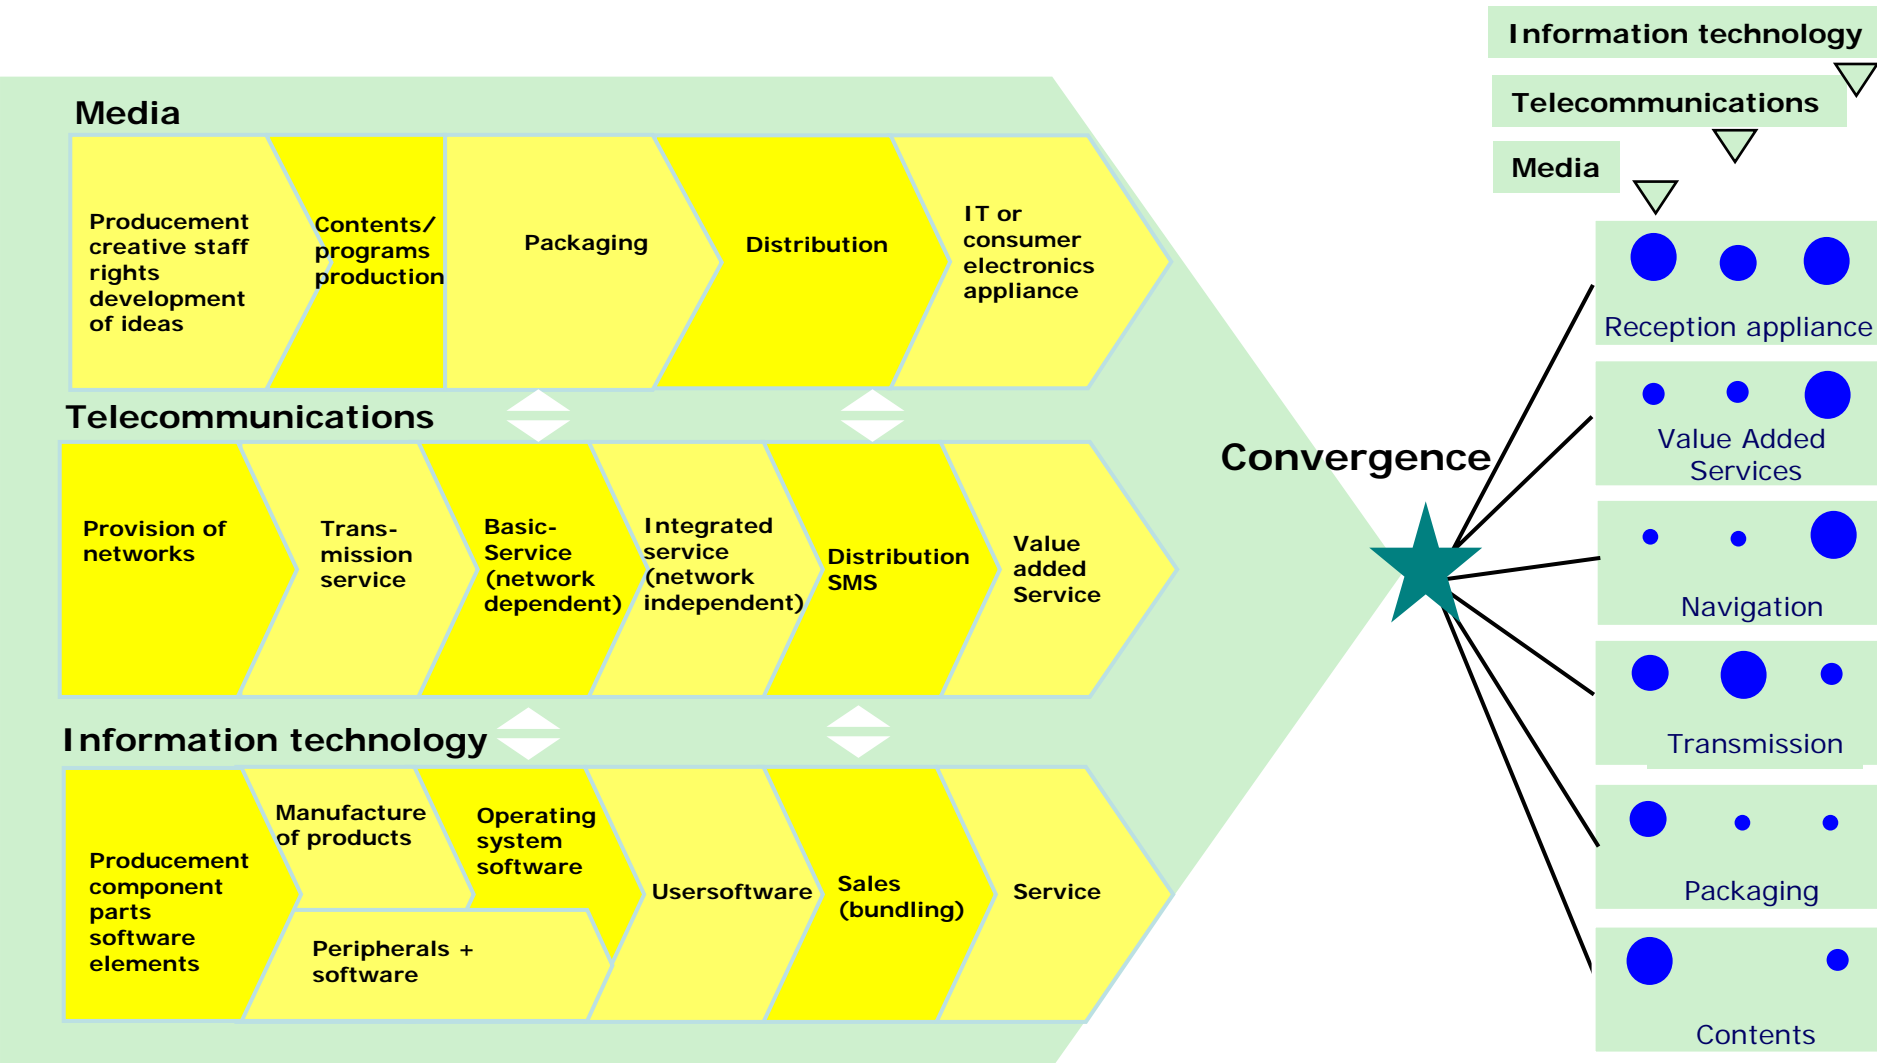 Media
Producement
creative staff
rights
development
of ideas
Contents/
programs
production
Packaging
Distribution
IT or
consumer
electronics
appliance
Telecommunications
Provision of
networks
Trans-
mission
service
Basic-
Service
(network
dependent)
Integrated
service
(network
independent)
Distribution
SMS
Value
added
Service
Information technology
Producement
component
parts
software
elements
Manufacture
of products
Peripherals +
software
Operating
system
software
Usersoftware
Sales
(bundling)
Service
Convergence
Information technology
Telecommunications
Media
Reception appliance
Value Added
Services
Navigation
Transmission
Packaging
Contents